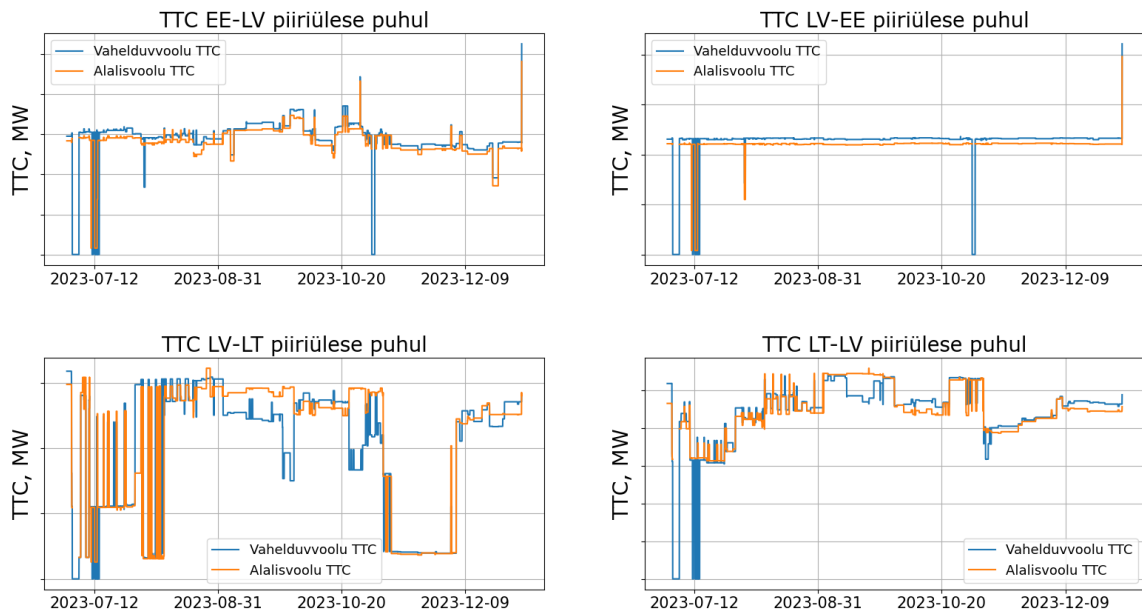 TTC EE-LV piiriülese puhul
TTC, MW
Vahelduvvoolu TTC
Alalisvoolu TTC
2023-07-12 2023-08-31 2023-10-20 2023-12-09
TTC LV-EE piiriülese puhul
TTC, MW
Vahelduvvoolu TTC
Alalisvoolu TTC
2023-07-12 2023-08-31 2023-10-20 2023-12-09
TTC LV-LT piiriülese puhul
TTC, MW
Vahelduvvoolu TTC
Alalisvoolu TTC
2023-07-12 2023-08-31 2023-10-20 2023-12-09
TTC LT-LV piiriülese puhul
TTC, MW
Vahelduvvoolu TTC
Alalisvoolu TTC
2023-07-12 2023-08-31 2023-10-20 2023-12-09